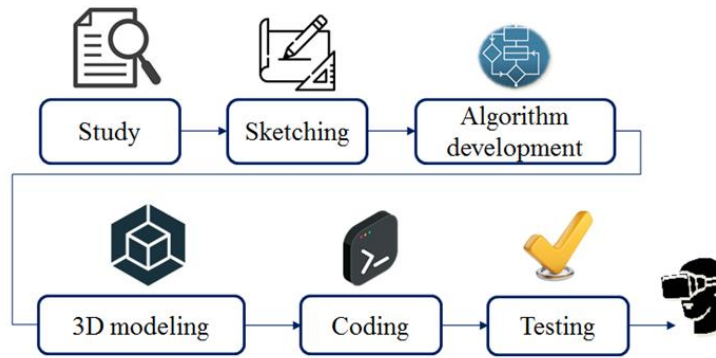 Study
Sketching
Algorithm
development
3D modeling
Coding
Testing